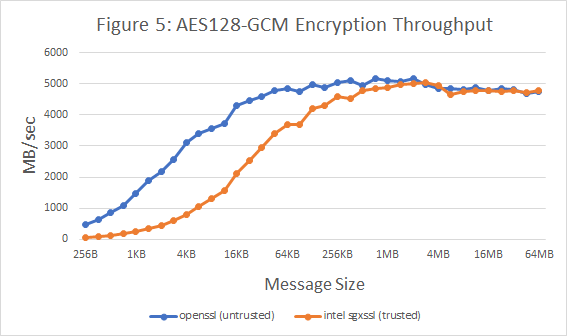 Figure 5: AES128-GCM Encryption Throughput
6000
5000
4000
3000
2000
1000
0
MB/sec
256B 1KB 4KB 16KB 64KB 256KB 1MB 4MB 16MB 64MB
Message Size
openssl (untrusted) intel sgxssl (trusted)